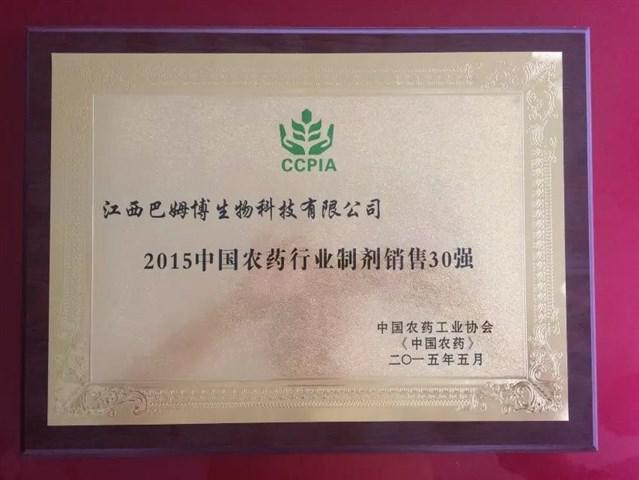 CCPIA
江西巴姆博生物科技有限公司
2015中国农药行业制剂销售30强
中国农药工业协会
《中国农药》
二〇一五年五月